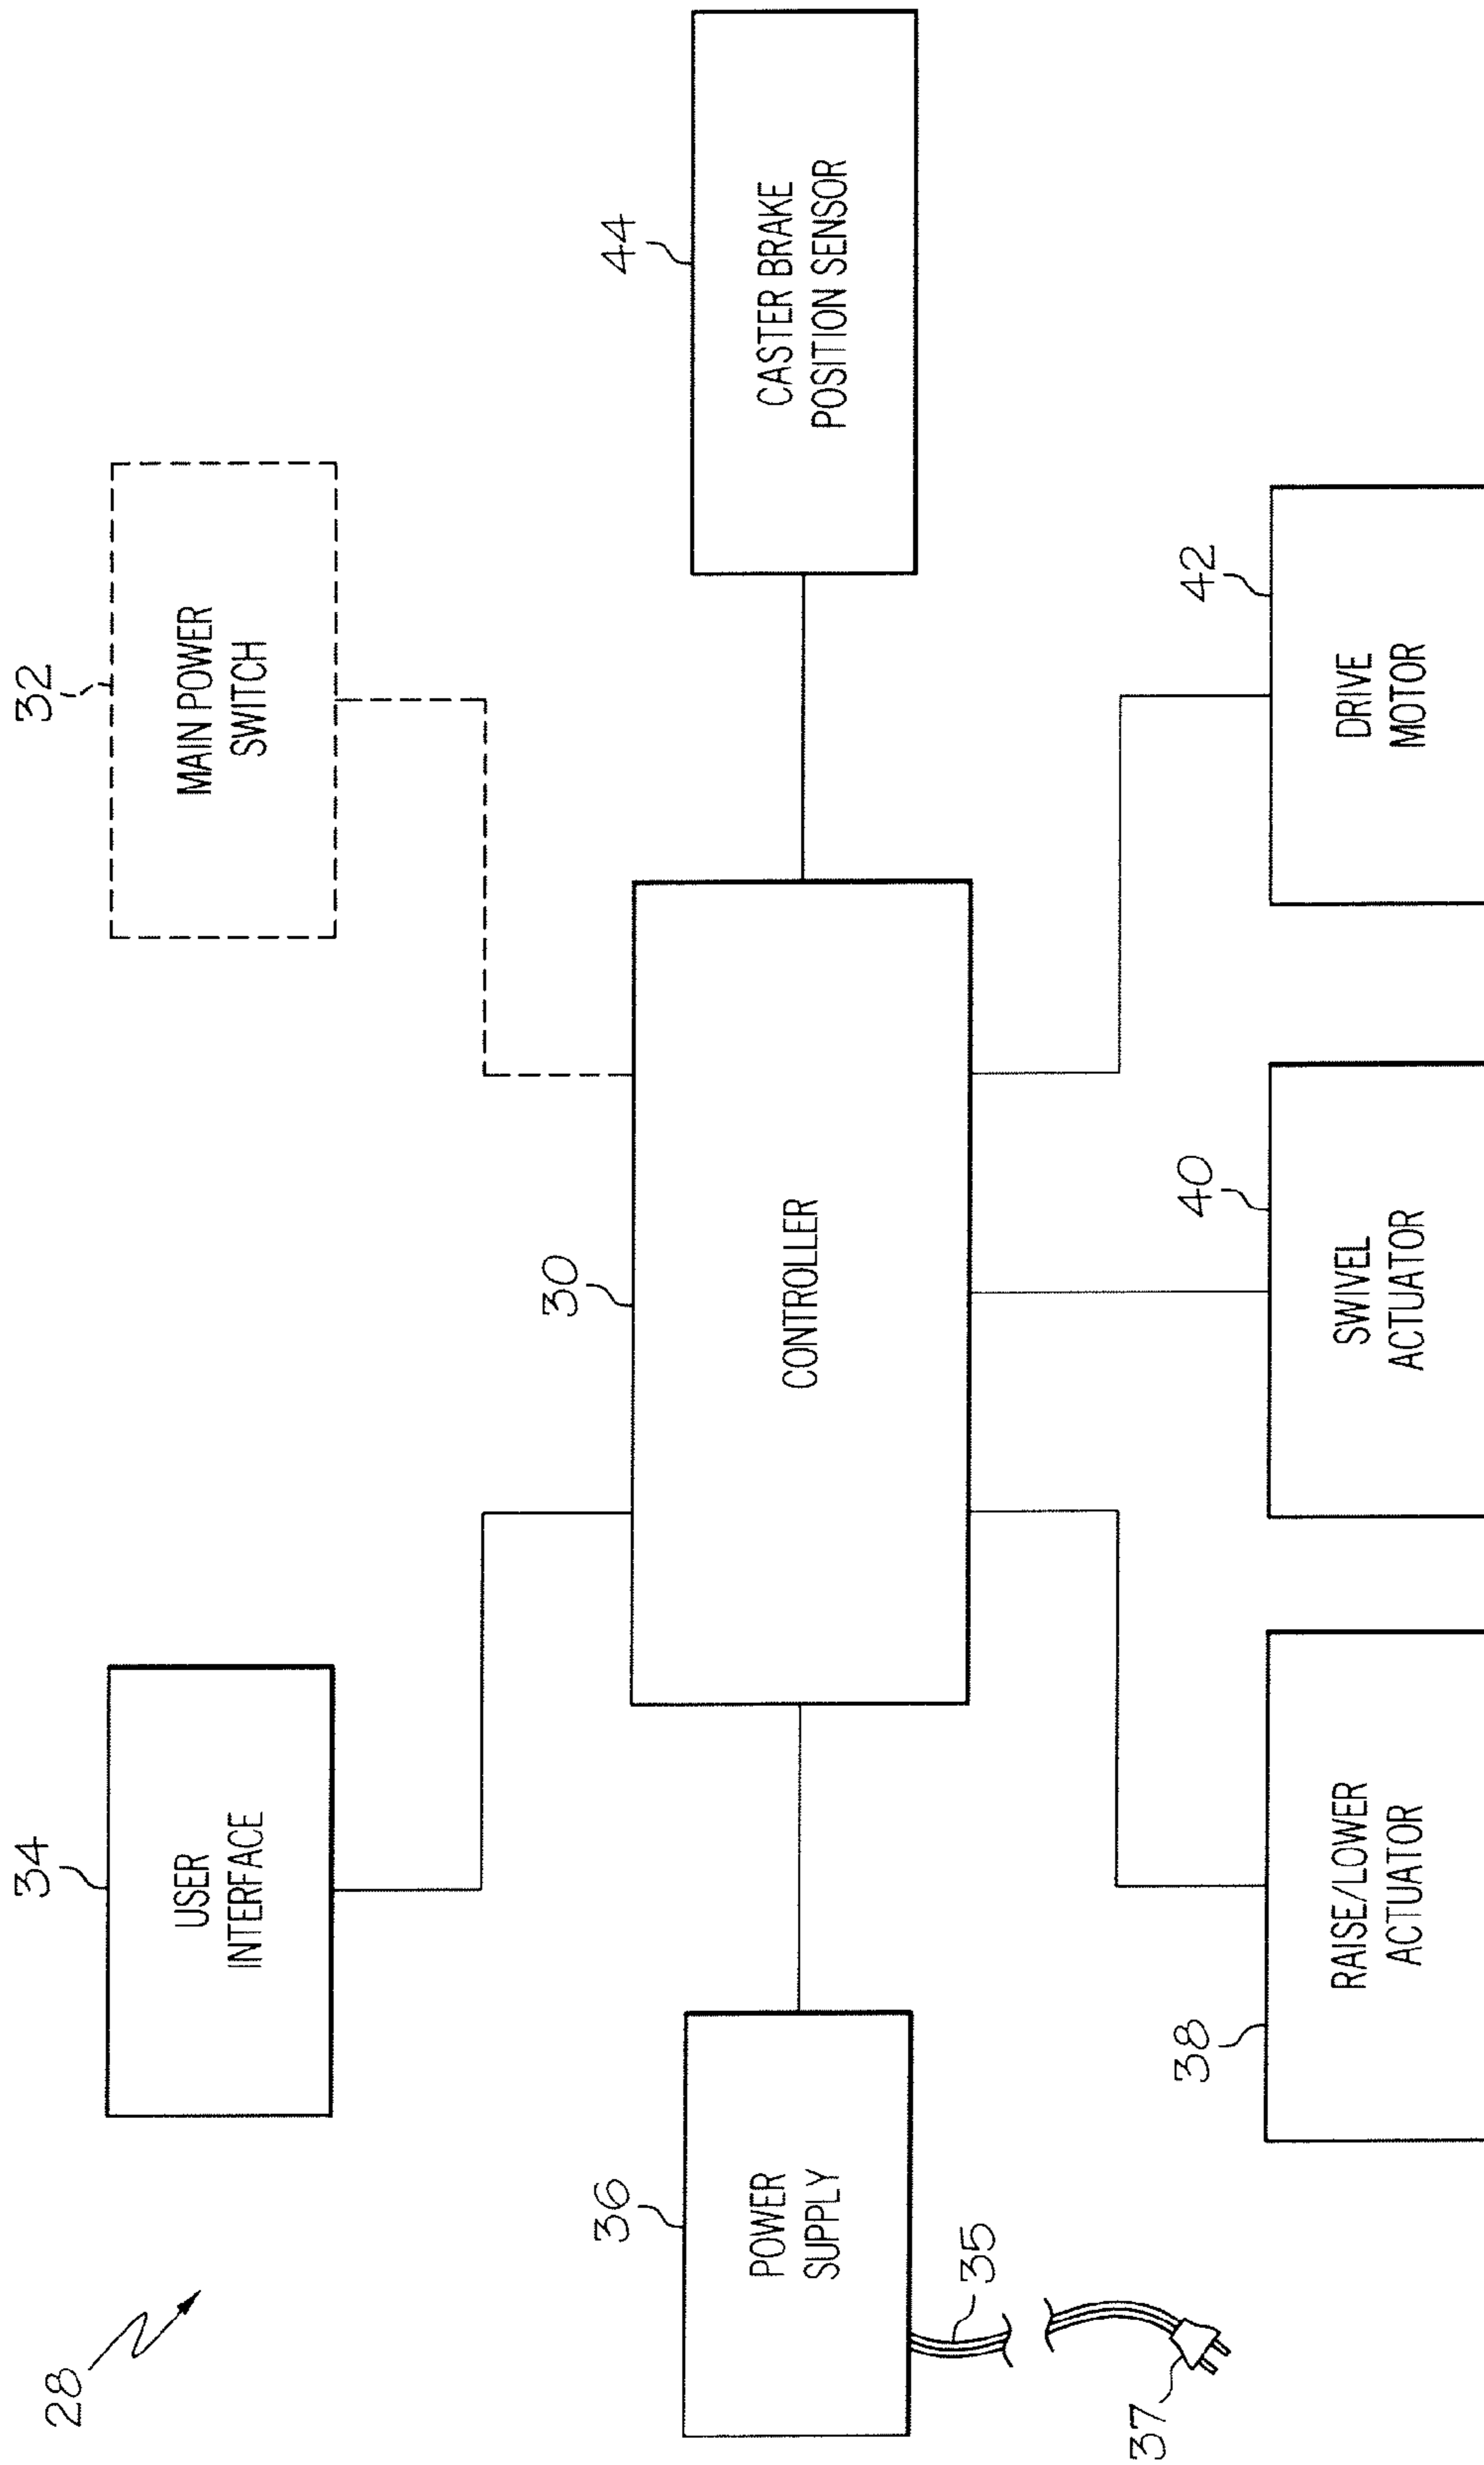 28
34
USER
INTERFACE
32
MAIN POWER
SWITCH
36
POWER
SUPPLY
35
37
30
CONTROLLER
44
CASTER BRAKE
POSITION SENSOR
38
RAISE/LOWER
ACTUATOR
40
SWIVEL
ACTUATOR
42
DRIVE
MOTOR